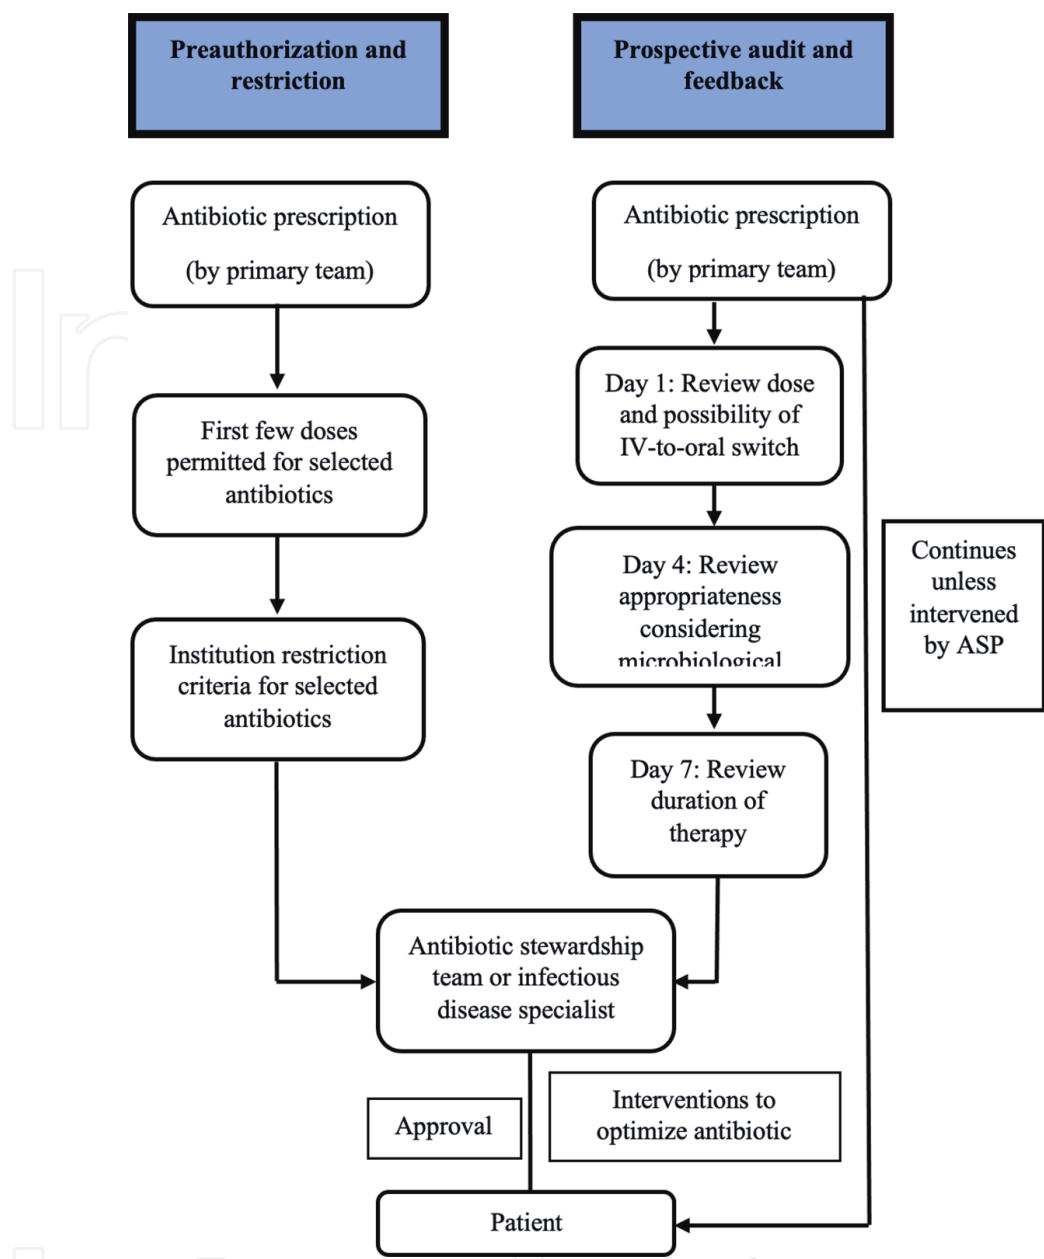 Preauthorization and
restriction
Prospective audit and
feedback
Antibiotic prescription
(by primary team)
First few doses
permitted for selected
antibiotics
Institution restriction
criteria for selected
antibiotics
Antibiotic prescription
(by primary team)
Day 1: Review dose
and possibility of
IV-to-oral switch
Day 4: Review
appropriateness
considering
microbiological
Day 7: Review
duration of
therapy
Continues
unless
intervened
by ASP
Antibiotic stewardship
team or infectious
disease specialist
Approval
Interventions to
optimize antibiotic
Patient